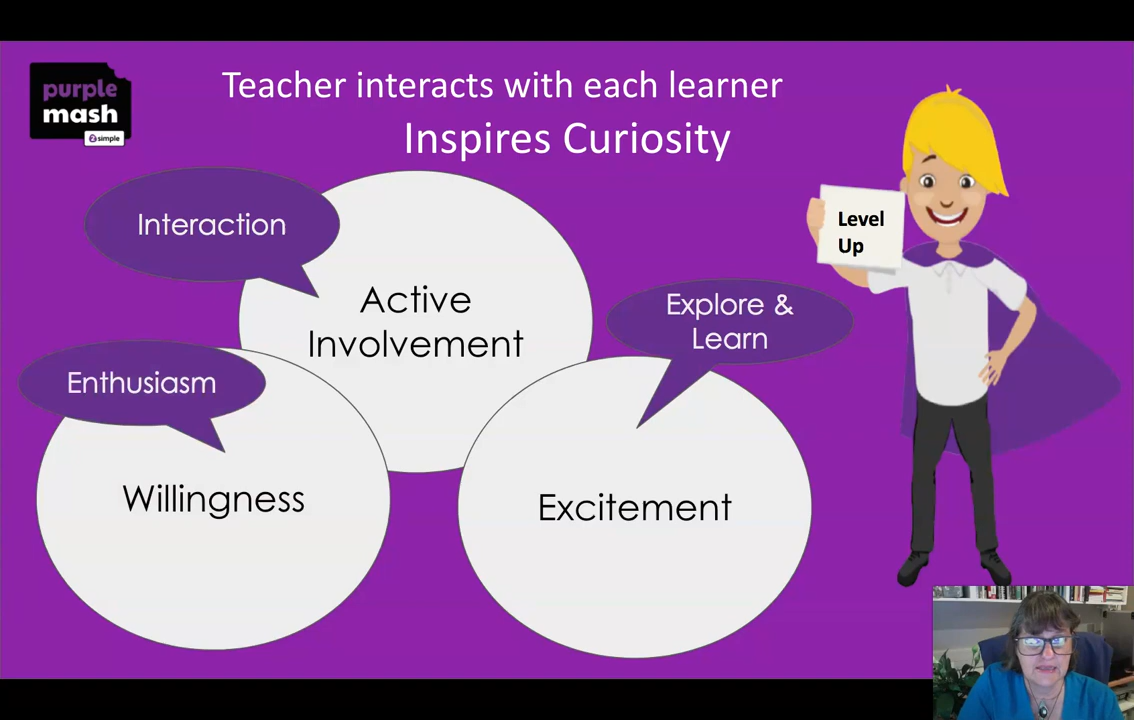 purple
mash
2simple
Teacher interacts with each learner
Inspires Curiosity
Interaction
Level
Up
Active
Involvement
Explore &
Learn
Enthusiasm
Willingness
Excitement